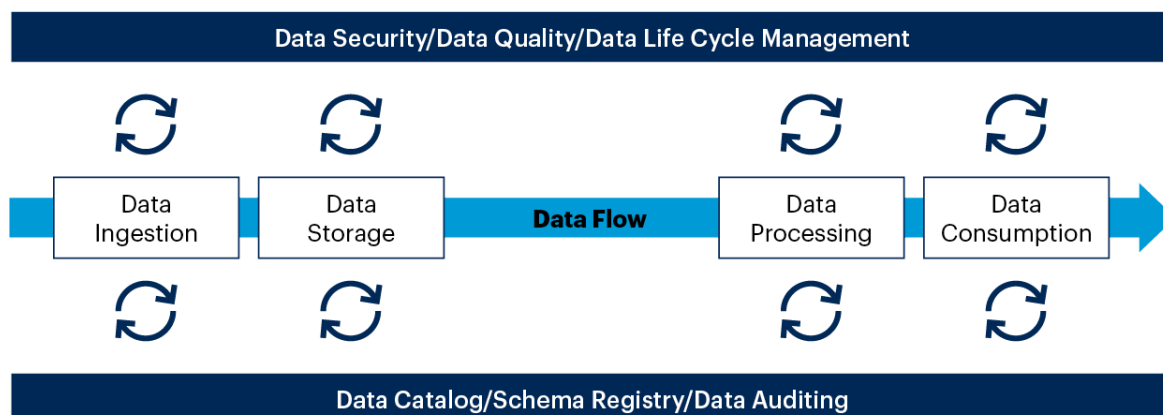 Data Security/Data Quality/Data Life Cycle Management
Data
Ingestion
Data
Storage
Data Flow
Data
Processing
Data
Consumption
Data Catalog/Schema Registry/Data Auditing